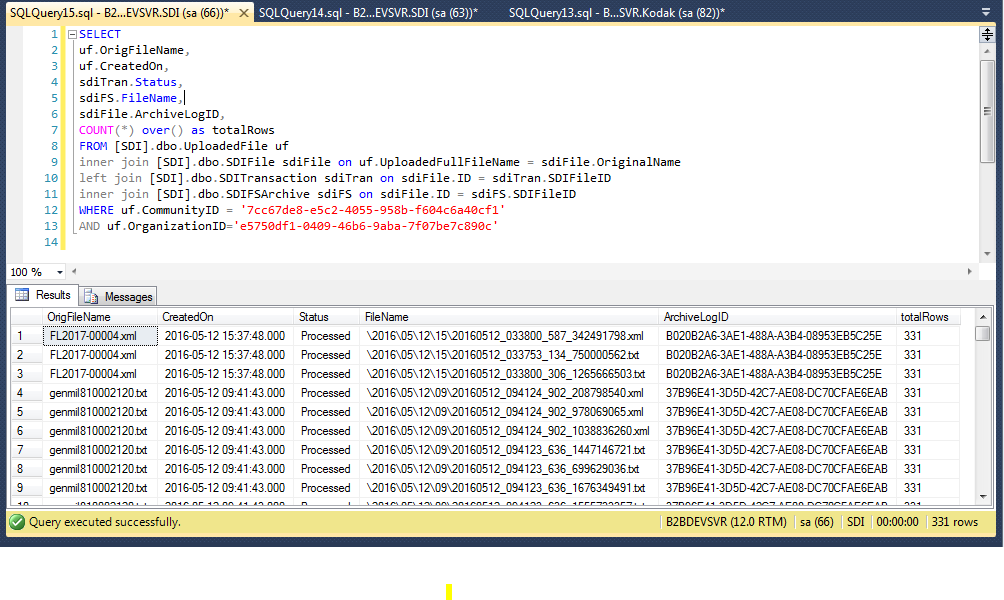 SQLQuery15.sql - B2...EVSVR.SDI (sa (66))* SQLQuery14.sql - B2...EVSVR.SDI (sa (63))* SQLQuery13.sql - B...SVR.Kodak (sa (82))*
1 SELECT
2 uf.OrigFileName,
3 uf.CreatedOn,
4 sdiTran.Status,
5 sdiFS.FileName,
6 sdiFile.ArchiveLogID,
7 COUNT(*) over() as totalRows
8 FROM [SDI].dbo.UploadedFile uf
9 inner join [SDI].dbo.SDIFile sdiFile on uf.UploadedFullFileName = sdiFile.OriginalName
10 left join [SDI].dbo.SDITransaction sdiTran on sdiFile.ID = sdiTran.SDIFileID
11 inner join [SDI].dbo.SDIFSArchive sdiFS on sdiFile.ID = sdiFS.SDIFileID
12 WHERE uf.CommunityID = '7cc67de8-e5c2-4055-958b-f604c6a40cf1'
13 AND uf.OrganizationID='e5750df1-0409-46b6-9aba-7f07be7c890c'
14
100 %
Results Messages
OrigFileName CreatedOn Status FileName ArchiveLogID totalRows
1 FL2017-00004.xml 2016-05-12 15:37:48.000 Processed \2016\05\12\15\20160512_033800_587_342491798.xml B020B2A6-3AE1-488A-A3B4-08953EB5C25E 331
2 FL2017-00004.xml 2016-05-12 15:37:48.000 Processed \2016\05\12\15\20160512_033753_134_750000562.txt B020B2A6-3AE1-488A-A3B4-08953EB5C25E 331
3 FL2017-00004.xml 2016-05-12 15:37:48.000 Processed \2016\05\12\15\20160512_033800_306_1265666503.txt B020B2A6-3AE1-488A-A3B4-08953EB5C25E 331
4 genmil810002120.txt 2016-05-12 09:41:43.000 Processed \2016\05\12\09\20160512_094124_902_208798540.xml 37B96E41-3D5D-42C7-AE08-DC70CFAE6EAB 331
5 genmil810002120.txt 2016-05-12 09:41:43.000 Processed \2016\05\12\09\20160512_094124_902_978069065.xml 37B96E41-3D5D-42C7-AE08-DC70CFAE6EAB 331
6 genmil810002120.txt 2016-05-12 09:41:43.000 Processed \2016\05\12\09\20160512_094124_902_1038836260.xml 37B96E41-3D5D-42C7-AE08-DC70CFAE6EAB 331
7 genmil810002120.txt 2016-05-12 09:41:43.000 Processed \2016\05\12\09\20160512_094123_636_1447146721.txt 37B96E41-3D5D-42C7-AE08-DC70CFAE6EAB 331
8 genmil810002120.txt 2016-05-12 09:41:43.000 Processed \2016\05\12\09\20160512_094123_636_699629036.txt 37B96E41-3D5D-42C7-AE08-DC70CFAE6EAB 331
9 genmil810002120.txt 2016-05-12 09:41:43.000 Processed \2016\05\12\09\20160512_094123_636_1676349491.txt 37B96E41-3D5D-42C7-AE08-DC70CFAE6EAB 331
Query executed successfully. B2BDEVSVR (12.0 RTM) sa (66) SDI 00:00:00 331 rows